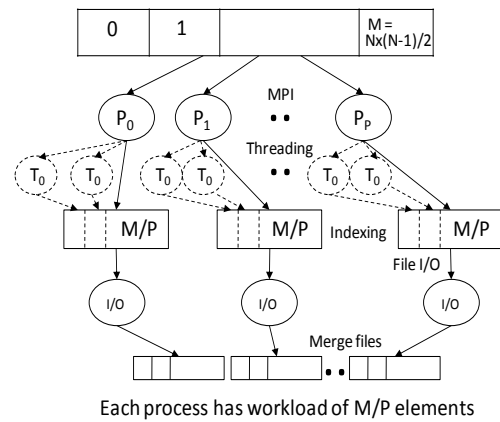 0 1 M = 
Nx(N-1)/2
MPI
P0 P1 PP
Threading
T0 T0 T0 T0 T0 T0
M/P M/P Indexing M/P
File I/O
I/O I/O I/O
Merge files
Each process has workload of M/P elements